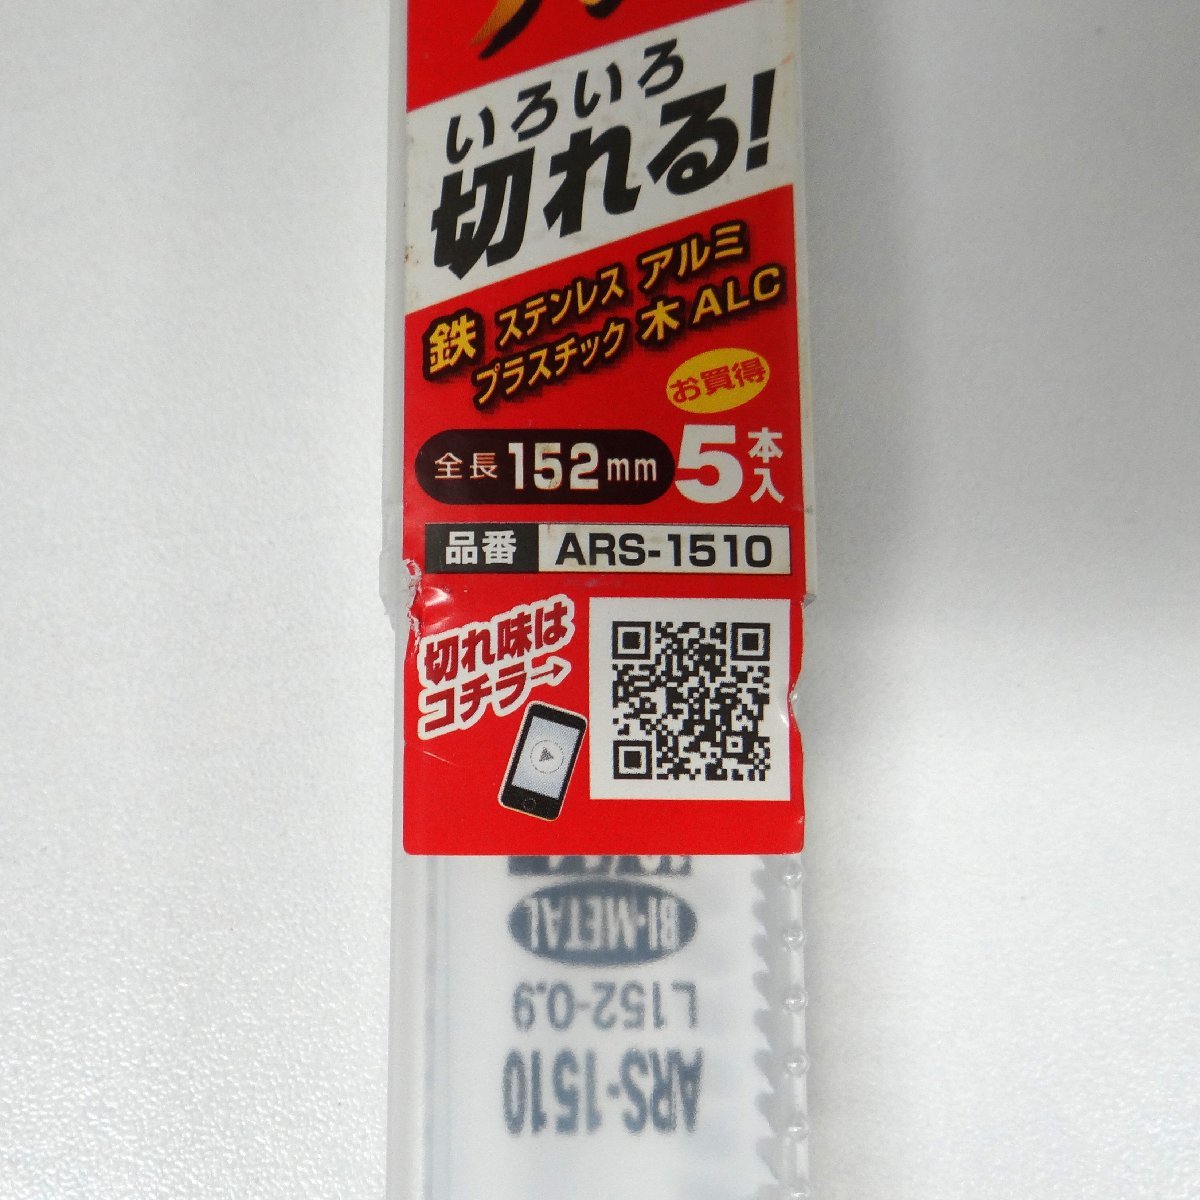 いろいろ
切れる!
鉄 ステンレス アルミ
プラスチック 木 ALC
お買得
全長 152mm 5本入
品番 ARS-1510
切れ味は
コチラ→
BI-METAL
L152-0.9
ARS-1510